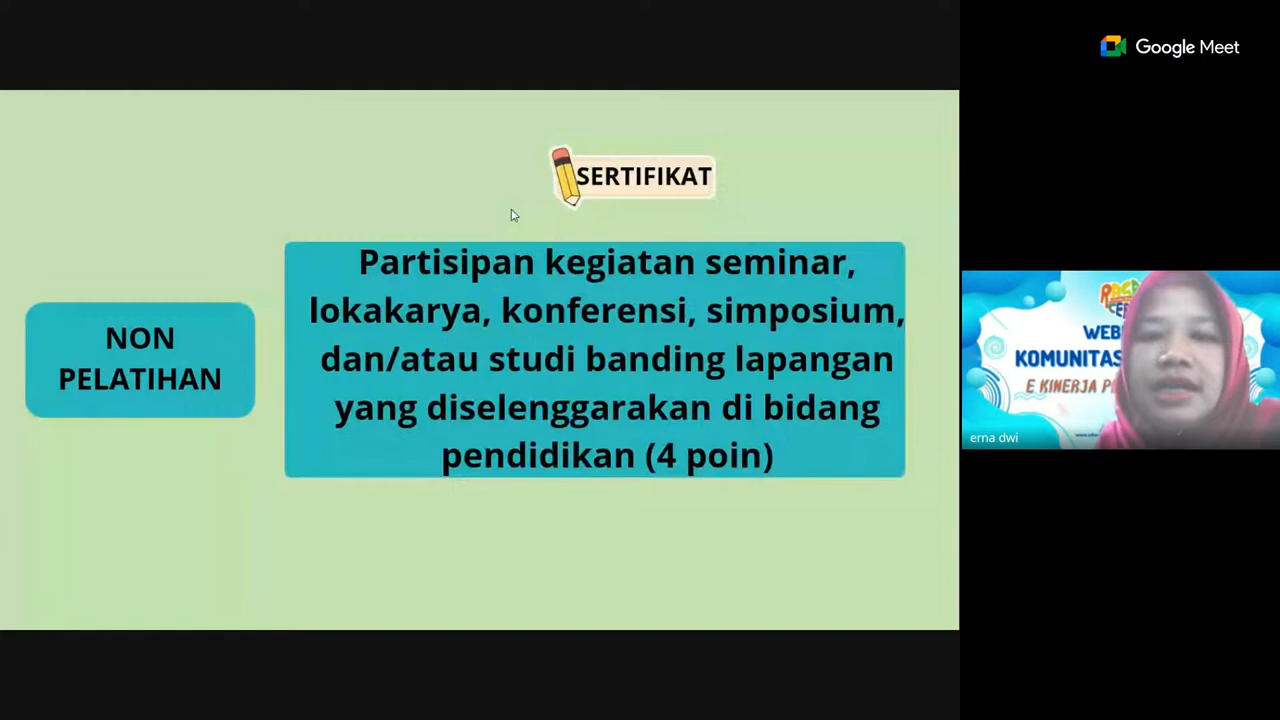 Google Meet
SERTIFIKAT
NON
PELATIHAN
Partisipan kegiatan seminar,
lokakarya, konferensi, simposium,
dan/atau studi banding lapangan
yang diselenggarakan di bidang
pendidikan (4 poin)
KOMUNITAS
E KINERJA
erna dwi